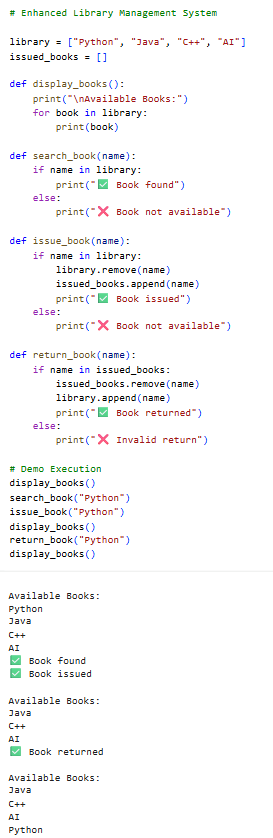 # Enhanced Library Management System

library = ["Python", "Java", "C++", "AI"]
issued_books = []

def display_books():
    print("\nAvailable Books:")
    for book in library:
        print(book)

def search_book(name):
    if name in library:
        print("✅ Book found")
    else:
        print("❌ Book not available")

def issue_book(name):
    if name in library:
        library.remove(name)
        issued_books.append(name)
        print("✅ Book issued")
    else:
        print("❌ Book not available")

def return_book(name):
    if name in issued_books:
        issued_books.remove(name)
        library.append(name)
        print("✅ Book returned")
    else:
        print("❌ Invalid return")

# Demo Execution
display_books()
search_book("Python")
issue_book("Python")
display_books()
return_book("Python")
display_books()

Available Books:
Python
Java
C++
AI
✅ Book found
✅ Book issued

Available Books:
Java
C++
AI
✅ Book returned

Available Books:
Java
C++
AI
Python